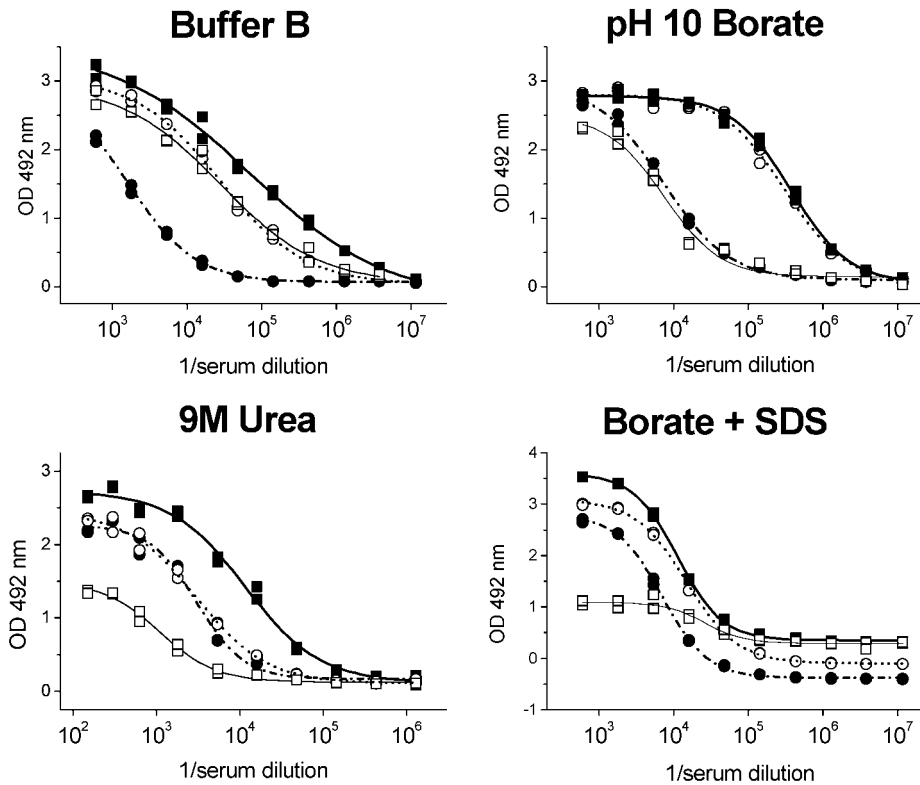 Buffer B
pH 10 Borate
3
2
1
0
OD 492 nm
10³ 10⁴ 10⁵ 10⁶ 10⁷
1/serum dilution
3
2
1
0
OD 492 nm
10³ 10⁴ 10⁵ 10⁶ 10⁷
1/serum dilution
9M Urea
Borate + SDS
3
2
1
0
OD 492 nm
10² 10³ 10⁴ 10⁵ 10⁶
1/serum dilution
4
3
2
1
0
-1
OD 492 nm
10³ 10⁴ 10⁵ 10⁶ 10⁷
1/serum dilution